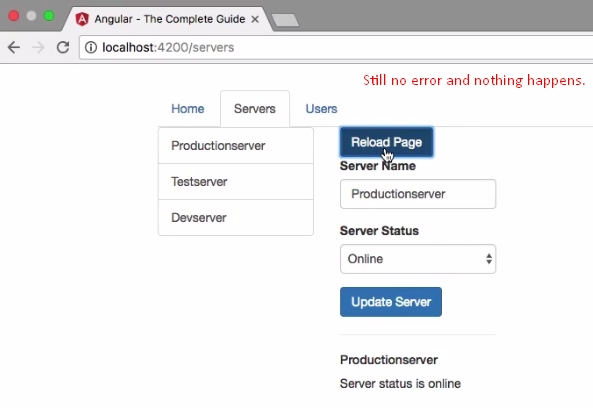 Angular - The Complete Guide
localhost:4200/servers
Still no error and nothing happens.
Home Servers Users
Productionserver
Testserver
Devserver
Reload Page
Server Name
Productionserver
Server Status
Online
Update Server
Productionserver
Server status is online